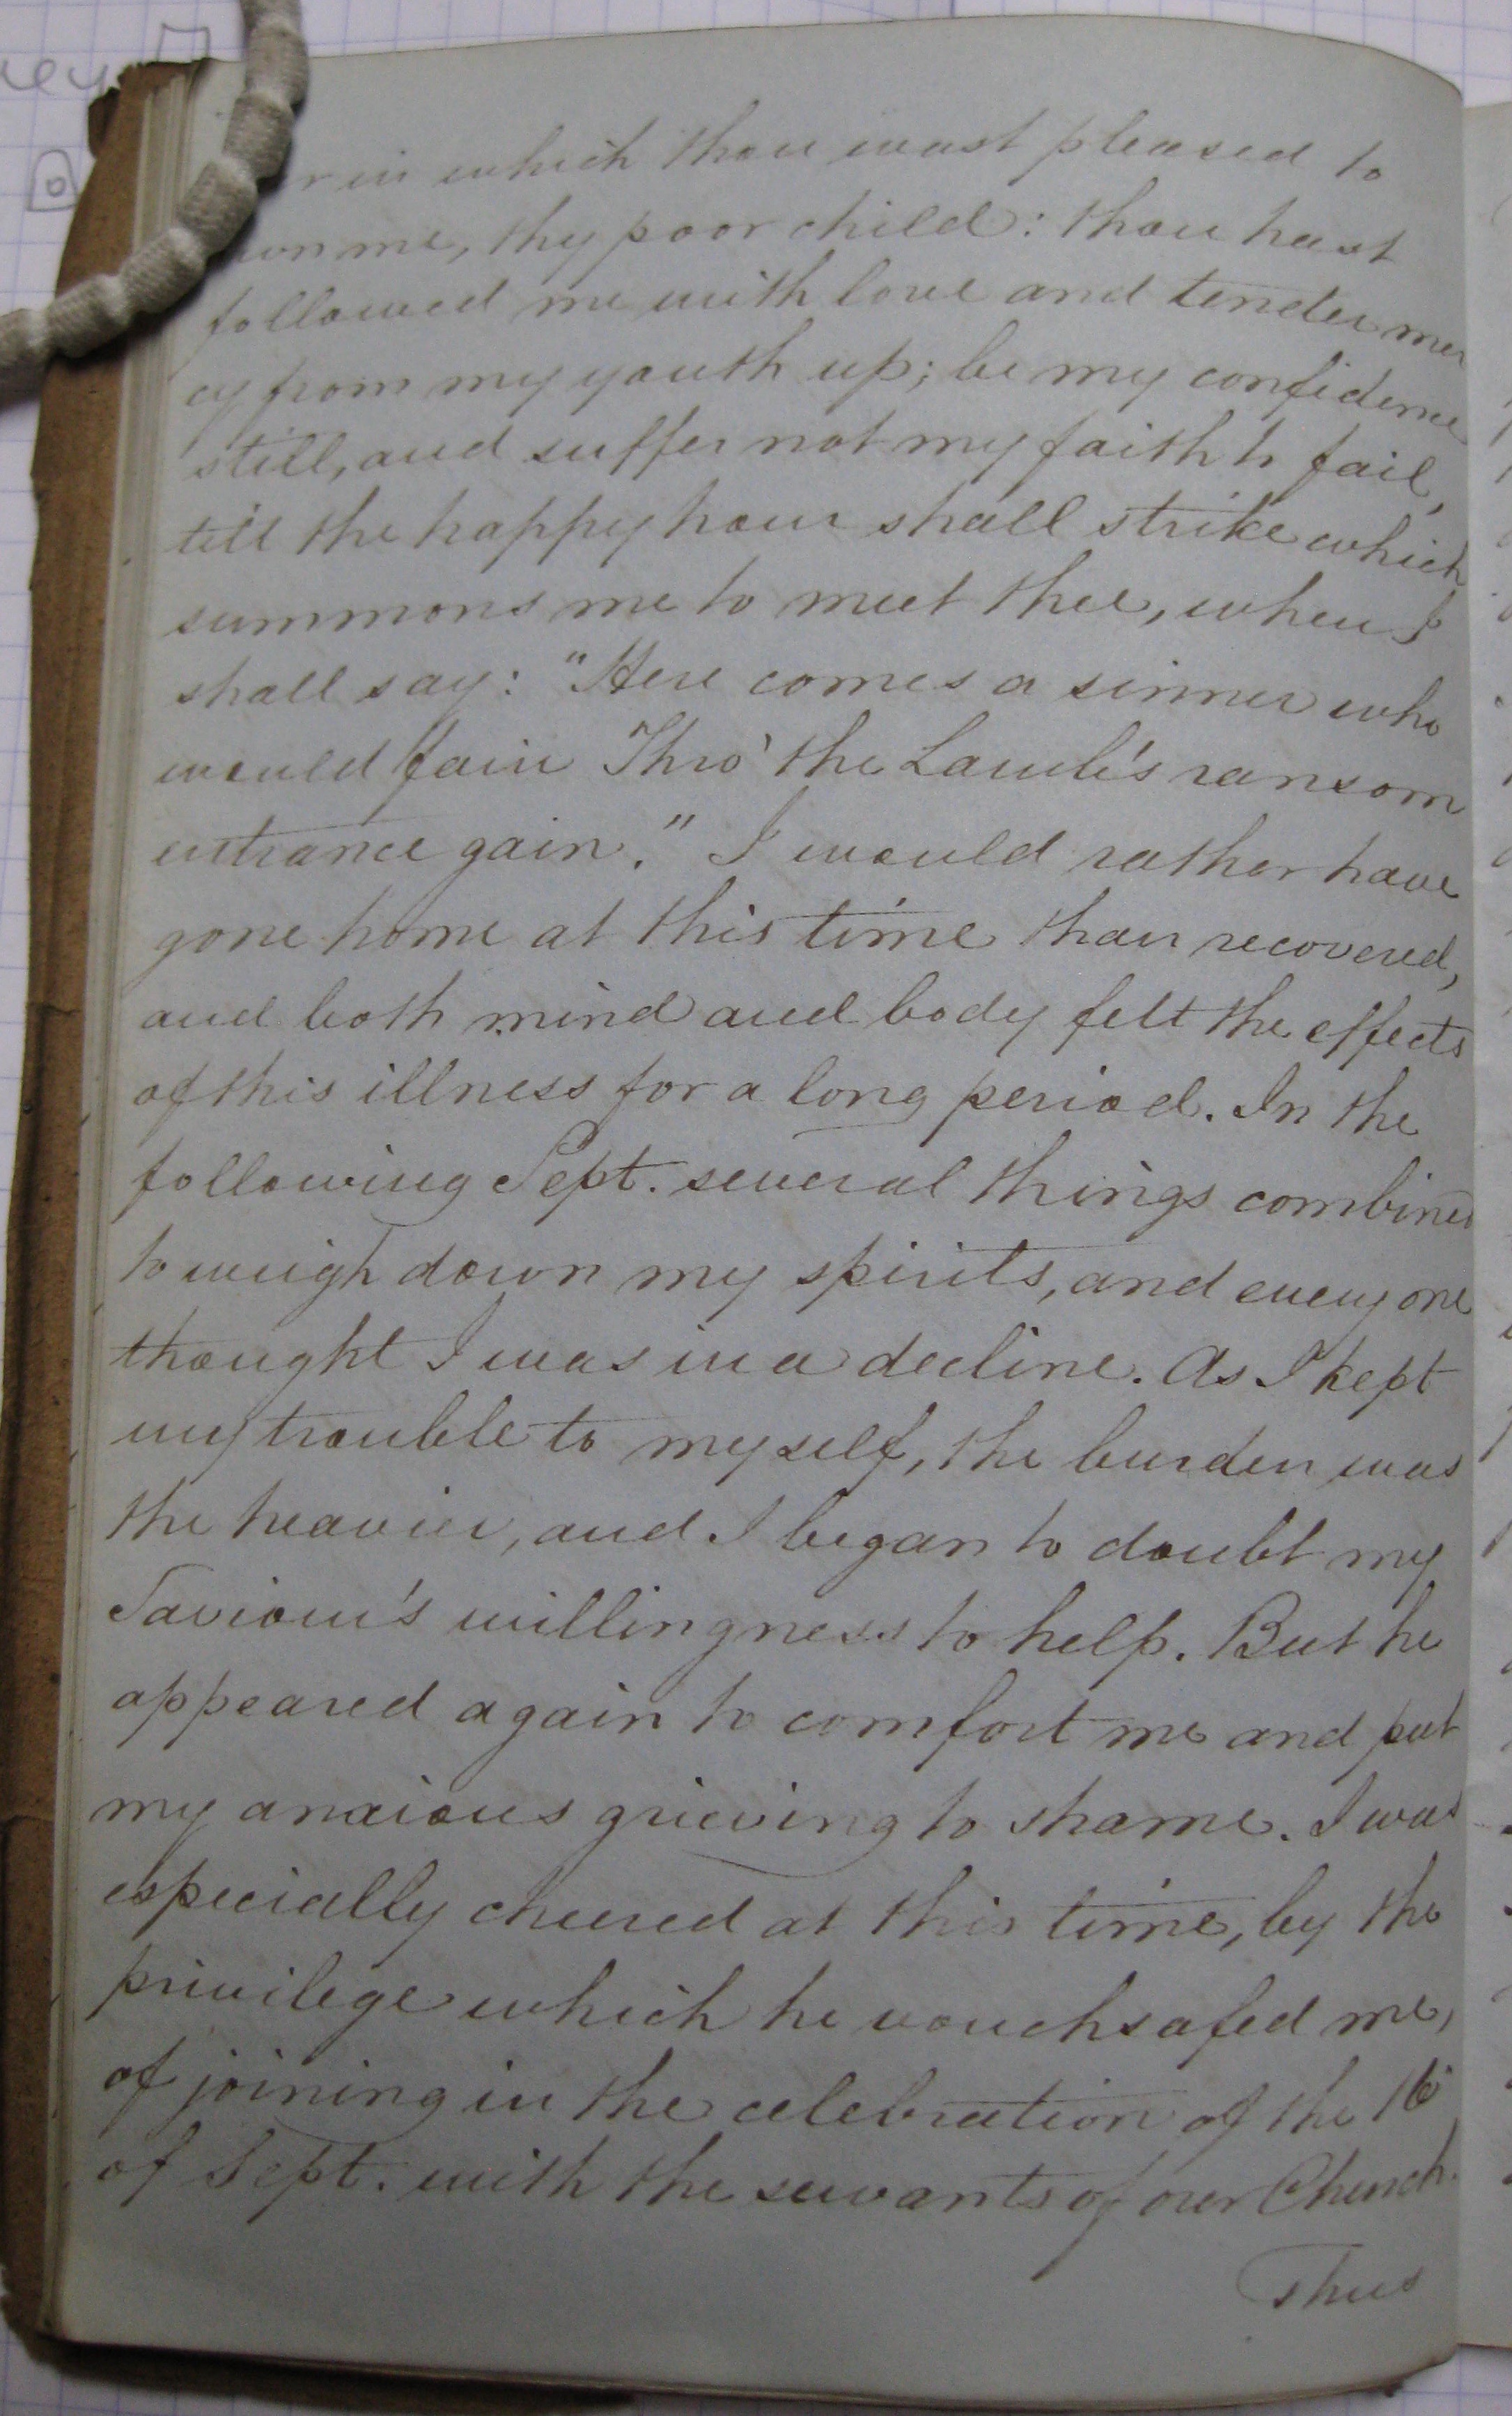 in which thou wast pleased to
me, thy poor child: thou hast
followed me with love and tender mer
cy from my youth up; be my confidence
still, and suffer not my faith to fail,
till the happy hour shall strike which
summons me to meet thee, when I
shall say: "Here comes a sinner who
would fain Thro' the Lamb's ransom
entrance gain." I would rather have
gone home at this time than recovered,
and both mind and body felt the effects
of this illness for a long period. In the
following Sept. several things combined
to weigh down my spirits, and every one
thought I was in a decline. As I kept
my trouble to myself, the burden was
the heavier, and I began to doubt my
Saviour's willingness to help. But he
appeared again to comfort me and put
my anxious grieving to shame. I was
especially cheered at this time, by the
privilege which he vouchsafed me,
of joining in the celebration of the 16
of Sept. with the servants of our Church.
Thus